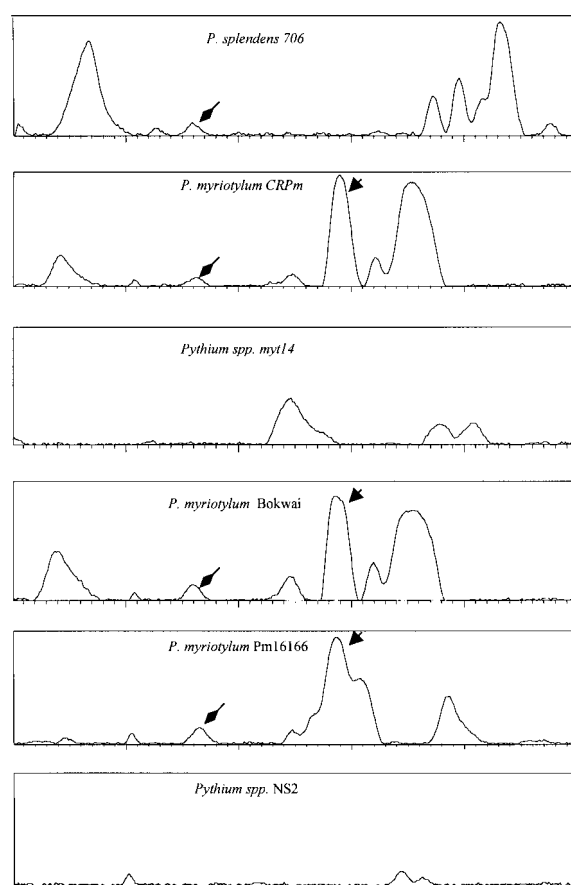 P. splendens 706
P. myriotylum CRPm
Pythium spp. myt14
P. myriotylum Bokwai
P. myriotylum Pm16166
Pythium spp. NS2